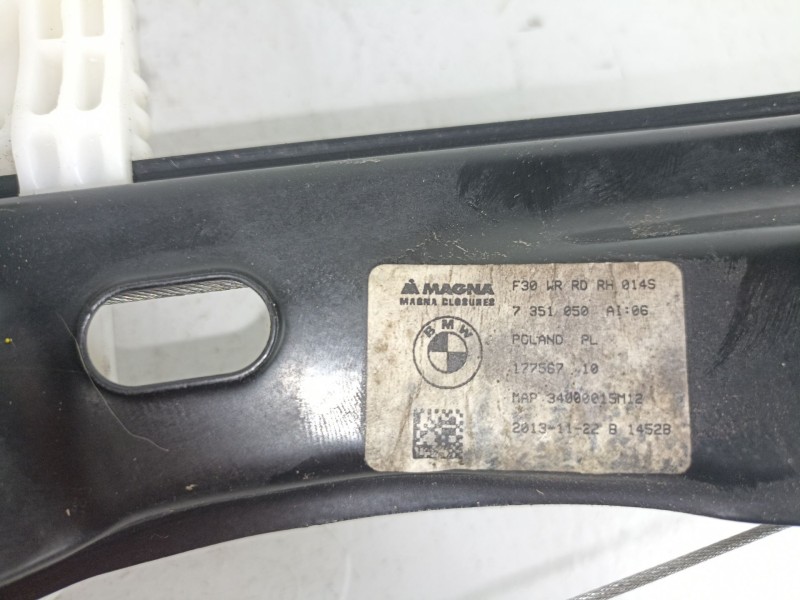 MAGNA
MAGNA CLOSURES
BMW
F30 WR RD RH 014S
7 351 050 AI:06
POLAND PL
177567 10
MAP 34000015M12
2013-11-22 B 14528